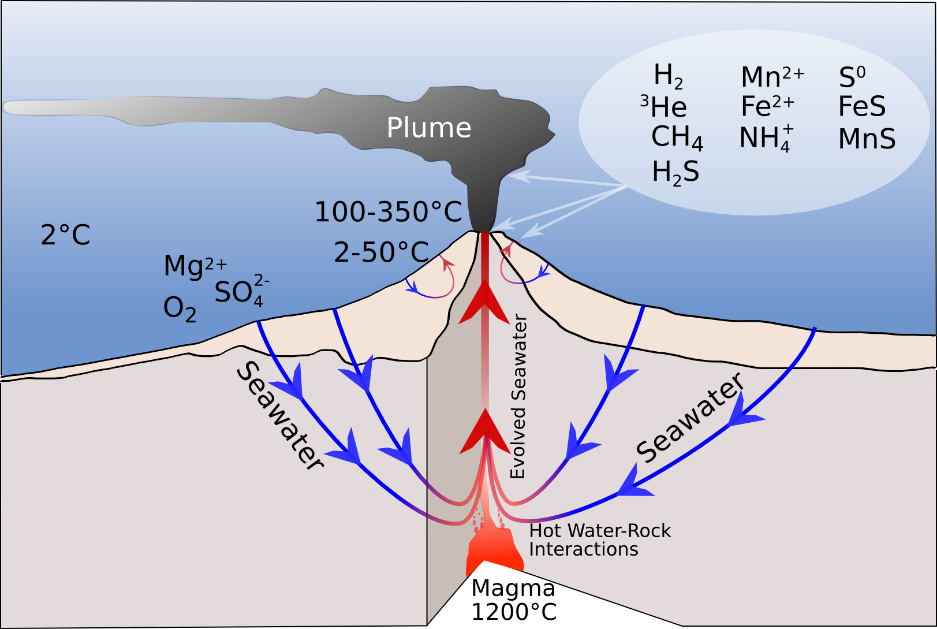 H₂ Mn²⁺ S⁰
³He Fe²⁺ FeS
CH₄ NH₄⁺ MnS
H₂S
Plume
100-350°C
2°C
2-50°C
Mg²⁺
SO₄²⁻
O₂
Evolved Seawater
Seawater
Seawater
Hot Water-Rock
Interactions
Magma
1200°C